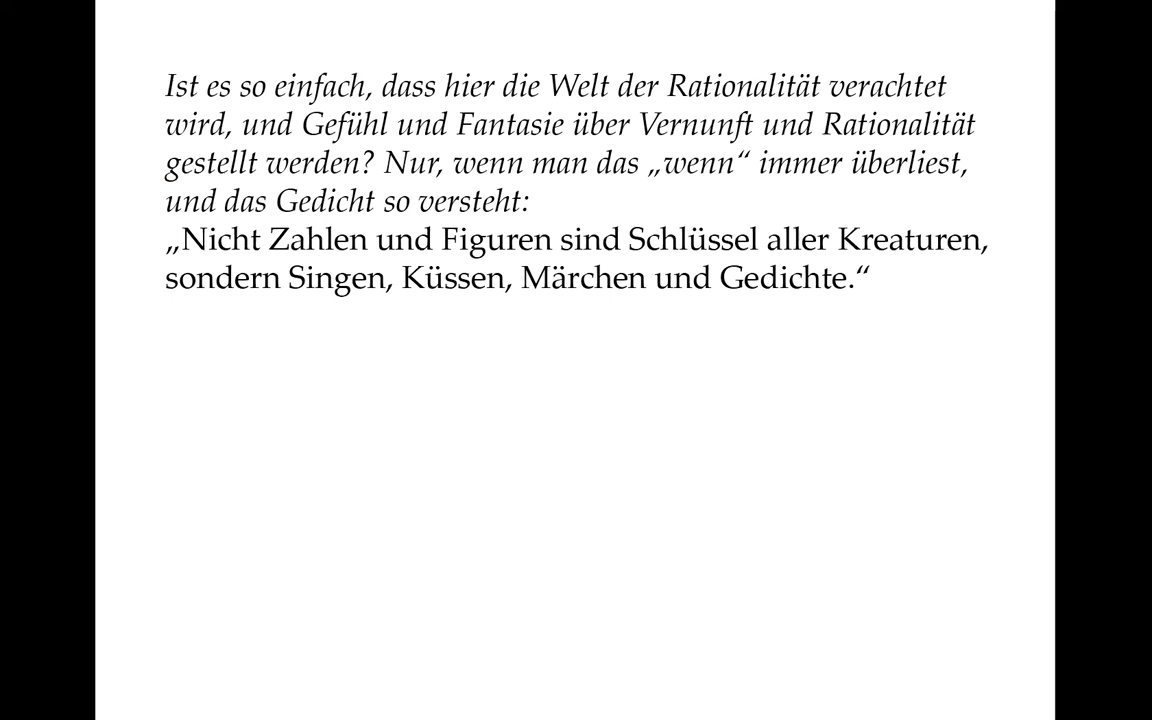 Ist es so einfach, dass hier die Welt der Rationalität verachtet
wird, und Gefühl und Fantasie über Vernunft und Rationalität
gestellt werden? Nur, wenn man das „wenn“ immer überliest,
und das Gedicht so versteht:
„Nicht Zahlen und Figuren sind Schlüssel aller Kreaturen,
sondern Singen, Küssen, Märchen und Gedichte.“